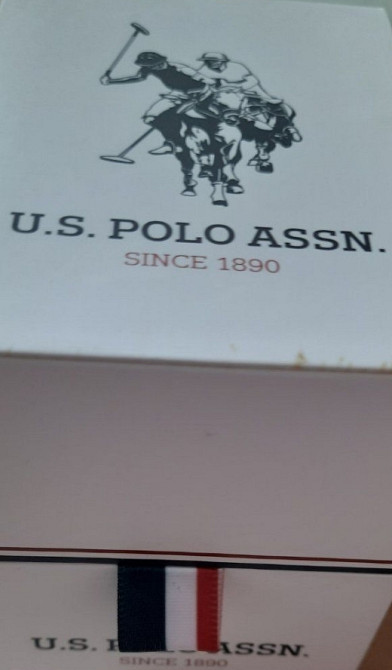 U.S. POLO ASSN.
SINCE 1890
U.S. P ASSN.
SINCE 1890